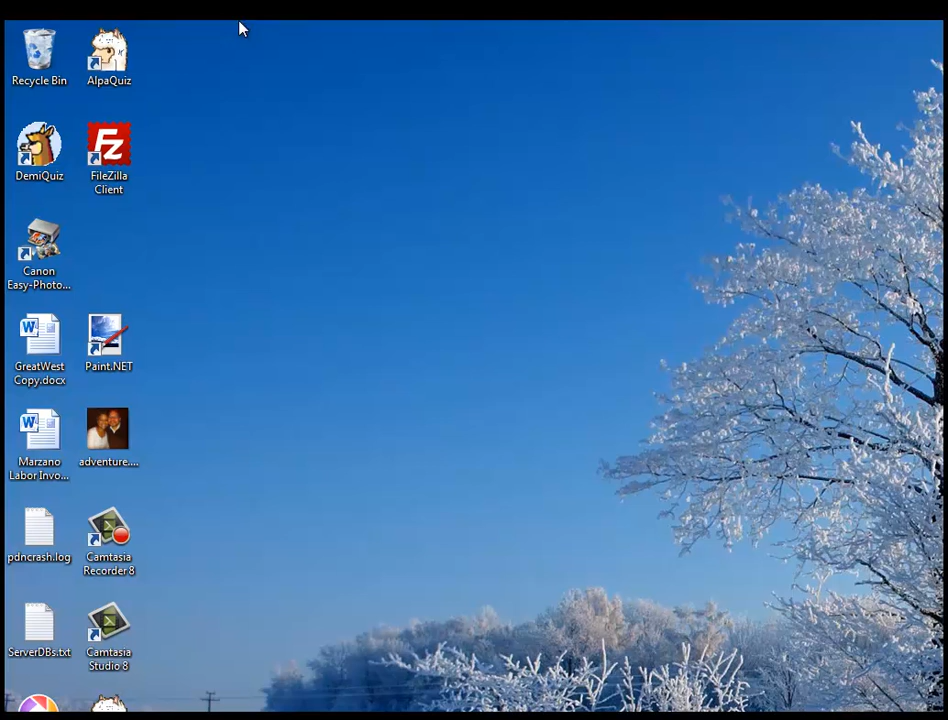 Recycle Bin
AlpaQuiz
DemiQuiz
FileZilla
Client
Canon
Easy-Photo...
GreatWest
Copy.docx
Paint.NET
Marzano
Labor Invo...
adventure....
pdncrash.log
Camtasia
Recorder 8
ServerDBs.txt
Camtasia
Studio 8